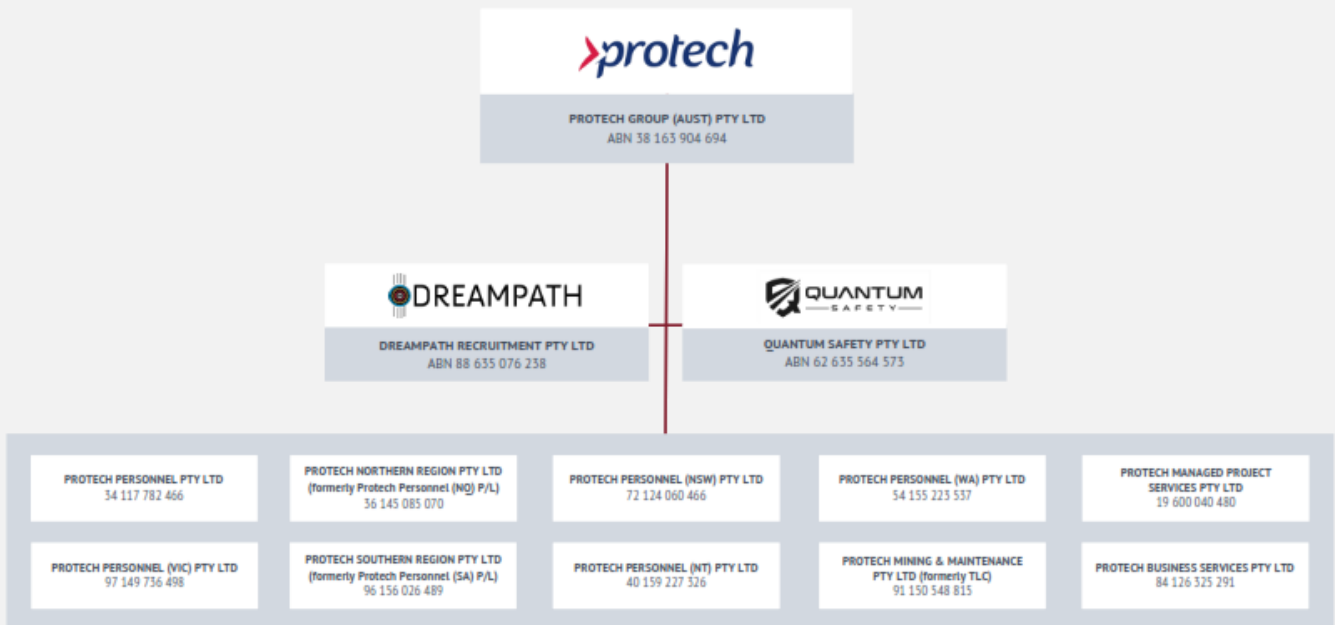 protech
PROTECH GROUP (AUST) PTY LTD
ABN 38 163 904 694
DREAMPATH
DREAMPATH RECRUITMENT PTY LTD
ABN 88 635 076 238
QUANTUM
SAFETY
QUANTUM SAFETY PTY LTD
ABN 62 635 564 573
PROTECH PERSONNEL PTY LTD
34 117 782 466
PROTECH NORTHERN REGION PTY LTD
(formerly Protech Personnel (NQ) P/L)
36 145 085 070
PROTECH PERSONNEL (NSW) PTY LTD
72 124 060 466
PROTECH PERSONNEL (WA) PTY LTD
54 155 223 537
PROTECH MANAGED PROJECT
SERVICES PTY LTD
19 600 040 480
PROTECH PERSONNEL (VIC) PTY LTD
97 149 736 498
PROTECH SOUTHERN REGION PTY LTD
(formerly Protech Personnel (SA) P/L)
96 156 026 489
PROTECH PERSONNEL (NT) PTY LTD
40 159 227 326
PROTECH MINING & MAINTENANCE
PTY LTD (formerly TLC)
91 150 548 815
PROTECH BUSINESS SERVICES PTY LTD
84 126 325 291